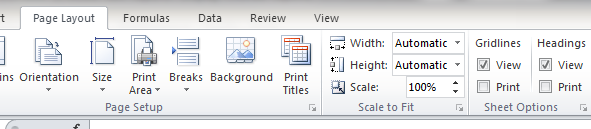 rt Page Layout Formulas Data Review View
ins Orientation Size Print Area Breaks Background Print Titles
Page Setup
Width: Automatic
Height: Automatic
Scale: 100%
Scale to Fit
Gridlines Headings
View View
Print Print
Sheet Options